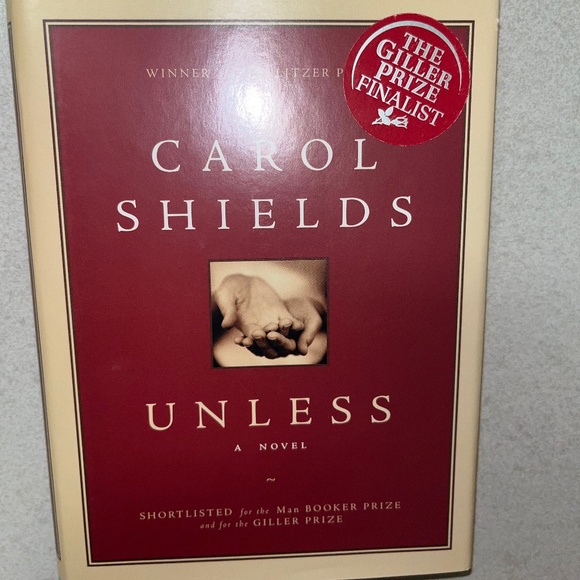 WINNER
CAROL
SHIELDS
THE
GILLER
PRIZE
FINALIST
UNLESS
A NOVEL
~
SHORTLISTED for the Man BOOKER PRIZE
and for the GILLER PRIZE